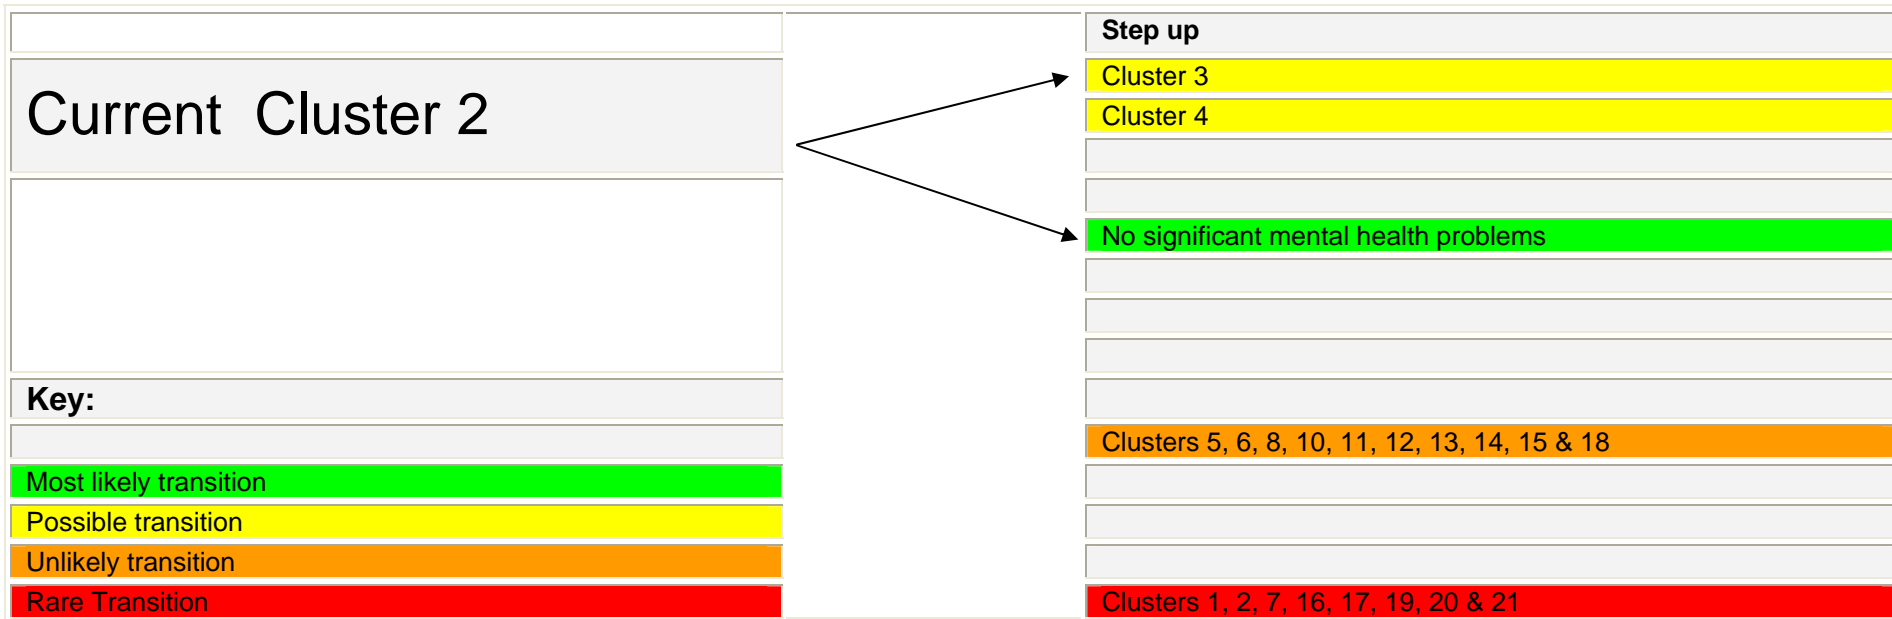 Step up
Current Cluster 2
Cluster 3
Cluster 4
No significant mental health problems
Key:
Clusters 5, 6, 8, 10, 11, 12, 13, 14, 15 & 18
Most likely transition
Possible transition
Unlikely transition
Rare Transition
Clusters 1, 2, 7, 16, 17, 19, 20 & 21